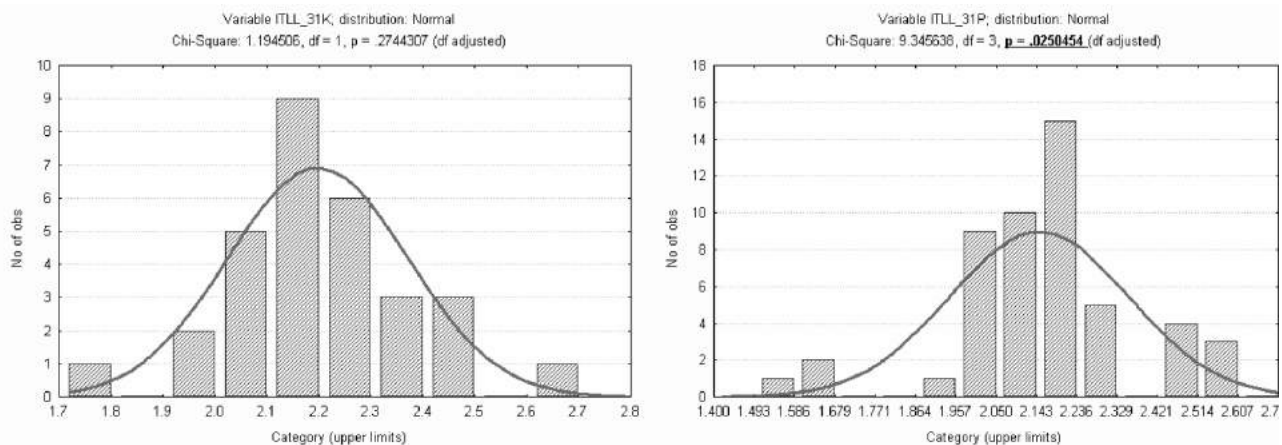 Variable ITLL_31K; distribution: Normal
Chi-Square: 1.194506, df = 1, p = .2744307 (df adjusted)
10
9
8
7
6
5
4
3
2
1
0
No of obs
1.7 1.8 1.9 2.0 2.1 2.2 2.3 2.4 2.5 2.6 2.7 2.8
Category (upper limits)
Variable ITLL_31P; distribution: Normal
Chi-Square: 9.345638, df = 3, p = .0250454 (df adjusted)
18
16
14
12
10
8
6
4
2
0
No of obs
1.400 1.493 1.586 1.679 1.771 1.864 1.957 2.050 2.143 2.236 2.329 2.421 2.514 2.607 2.7
Category (upper limits)